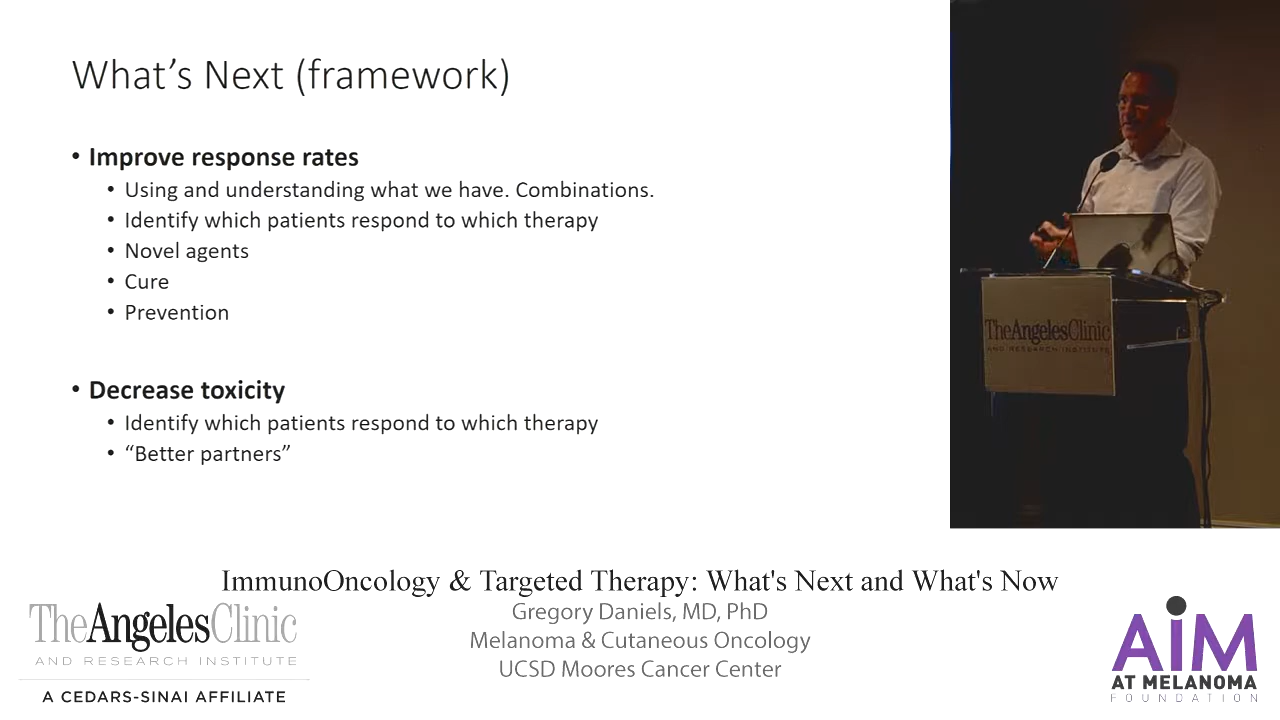 What's Next (framework)
• Improve response rates
• Using and understanding what we have. Combinations.
• Identify which patients respond to which therapy
• Novel agents
• Cure
• Prevention
• Decrease toxicity
• Identify which patients respond to which therapy
• “Better partners”
TheAngelesClinic
AND RESEARCH INSTITUTE
ImmunoOncology & Targeted Therapy: What's Next and What's Now
Gregory Daniels, MD, PhD
Melanoma & Cutaneous Oncology
UCSD Moores Cancer Center
TheAngelesClinic
AND RESEARCH INSTITUTE
A CEDARS-SINAI AFFILIATE
AiM
AT MELANOMA
FOUNDATION